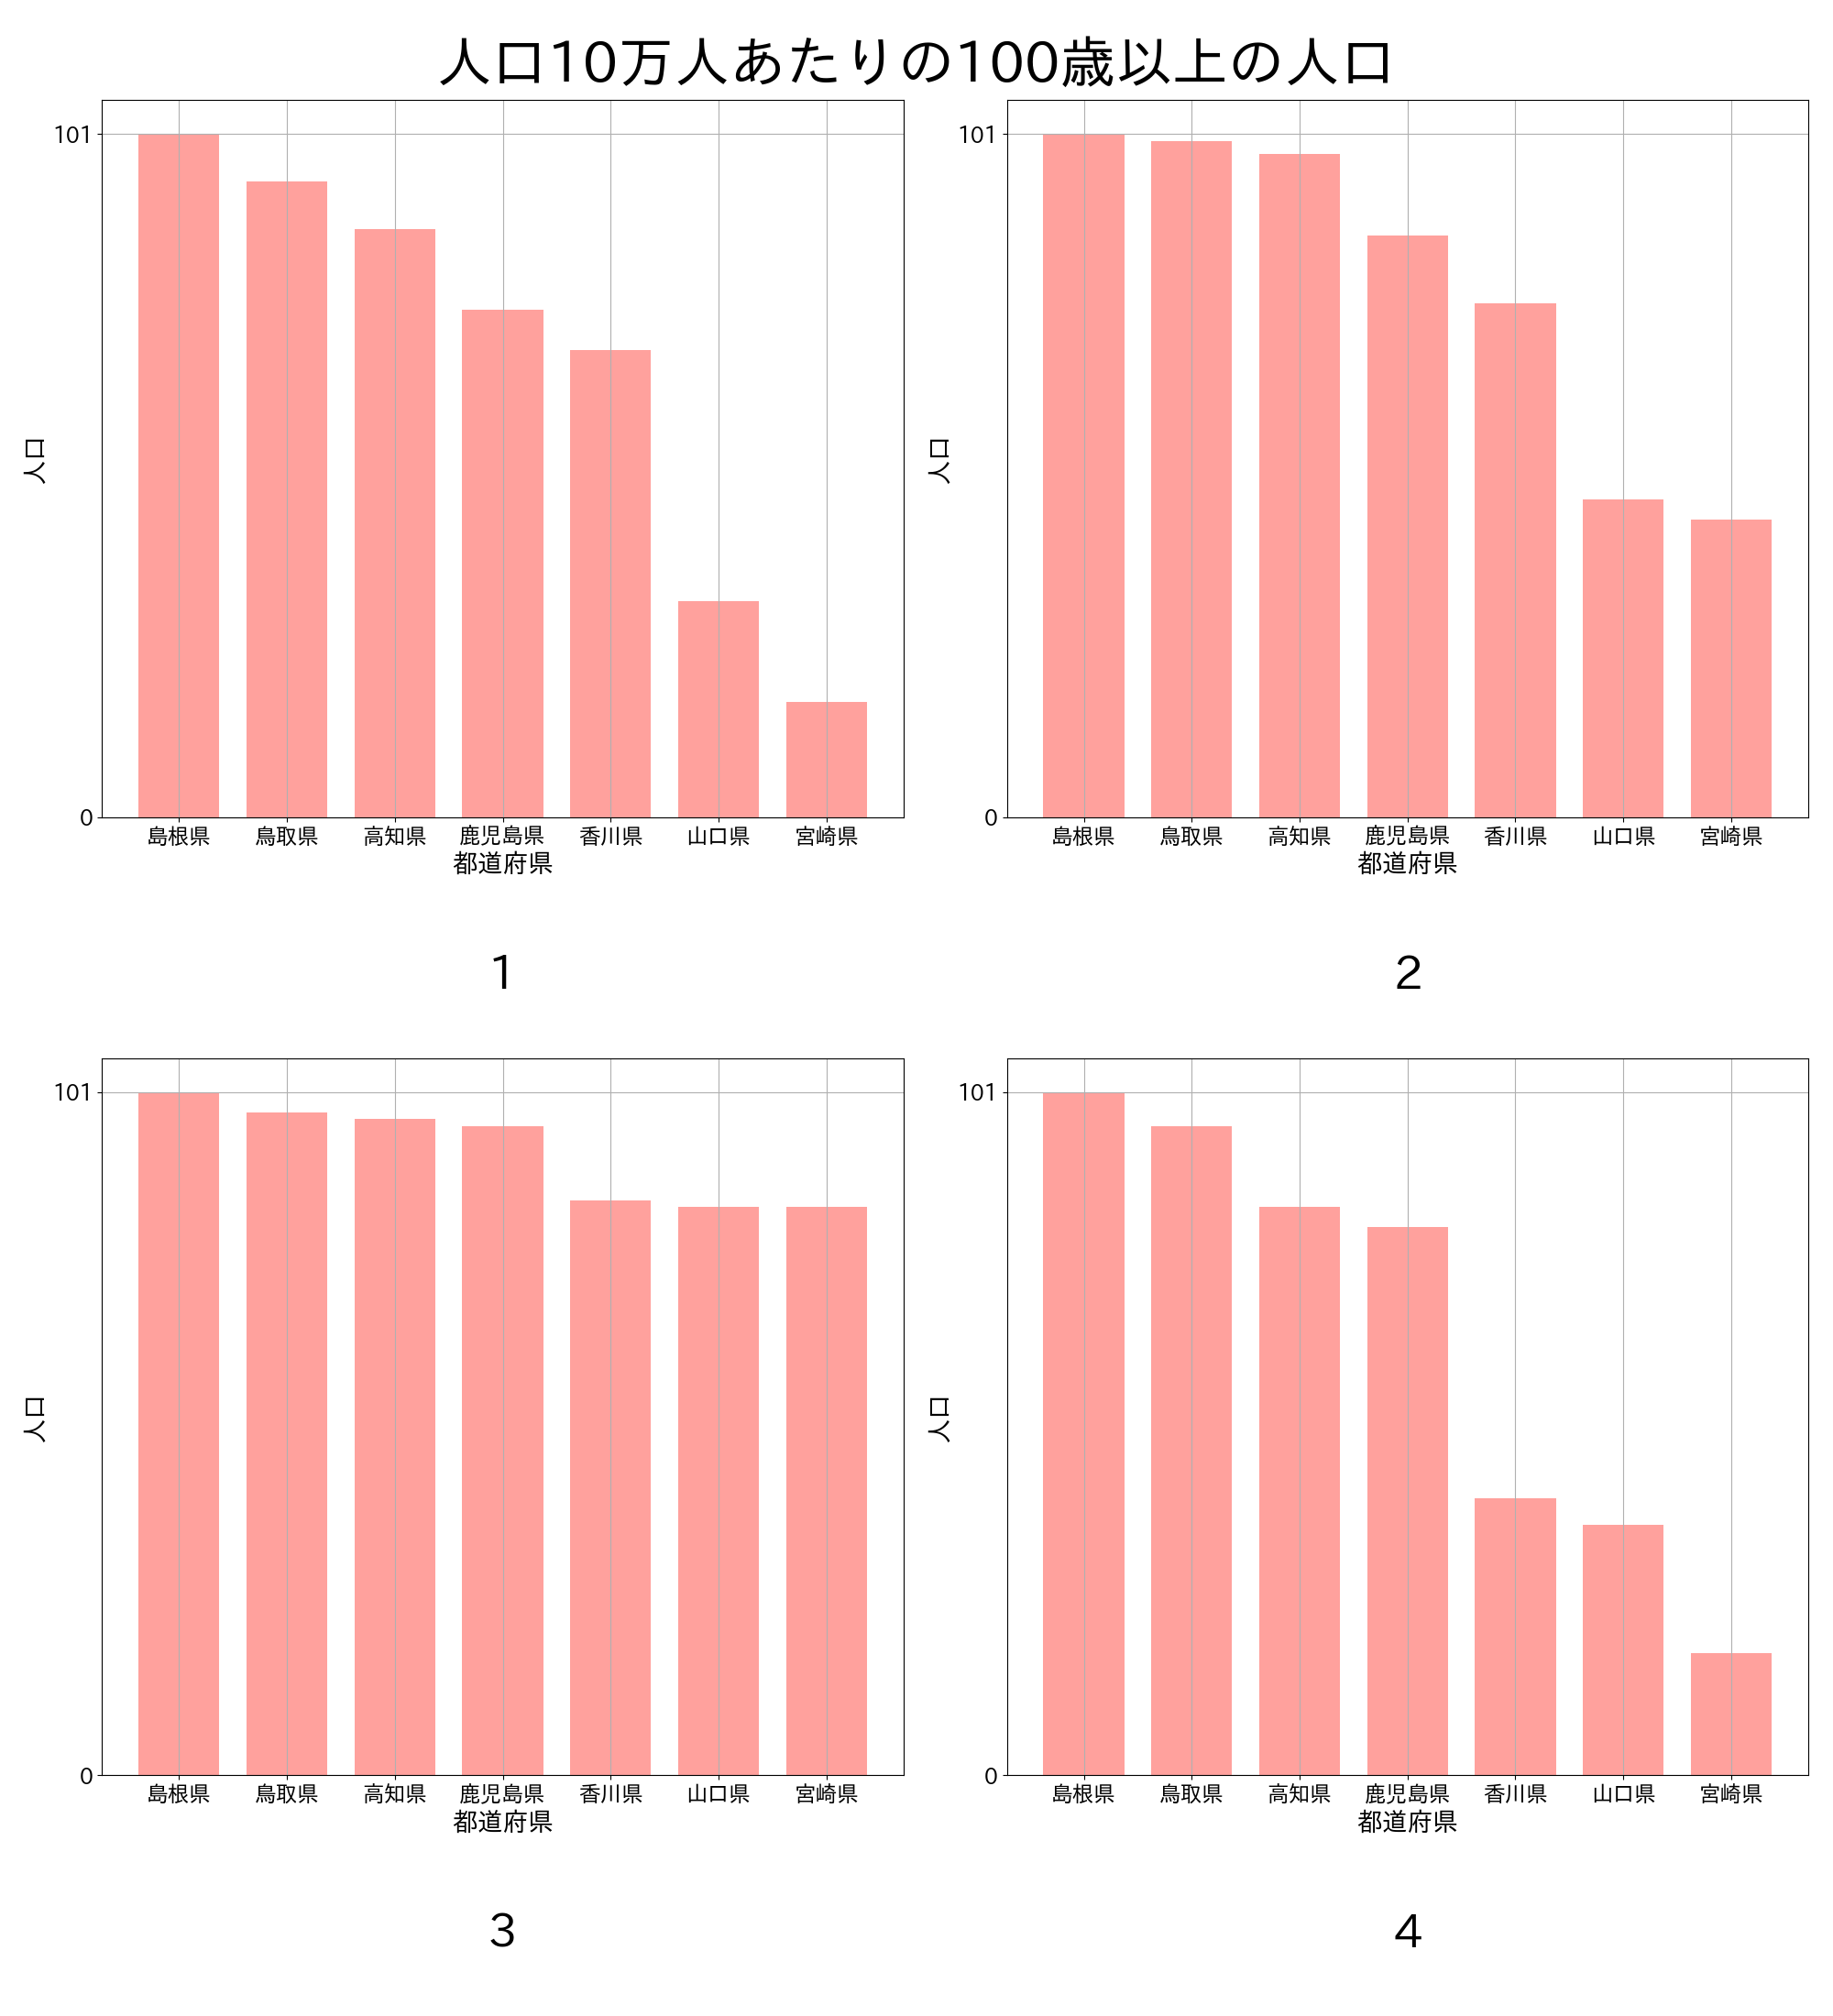 人口10万人あたりの100歳以上の人口
101
0
人口
島根県 鳥取県 高知県 鹿児島県 香川県 山口県 宮崎県
都道府県
1
101
0
人口
島根県 鳥取県 高知県 鹿児島県 香川県 山口県 宮崎県
都道府県
2
101
0
人口
島根県 鳥取県 高知県 鹿児島県 香川県 山口県 宮崎県
都道府県
3
101
0
人口
島根県 鳥取県 高知県 鹿児島県 香川県 山口県 宮崎県
都道府県
4